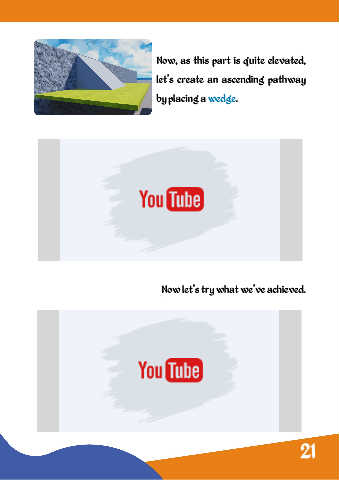 Now, as this part is quite elevated,
let's create an ascending pathway
by placing a wedge.
YouTube
Now let's try what we've achieved.
YouTube
21